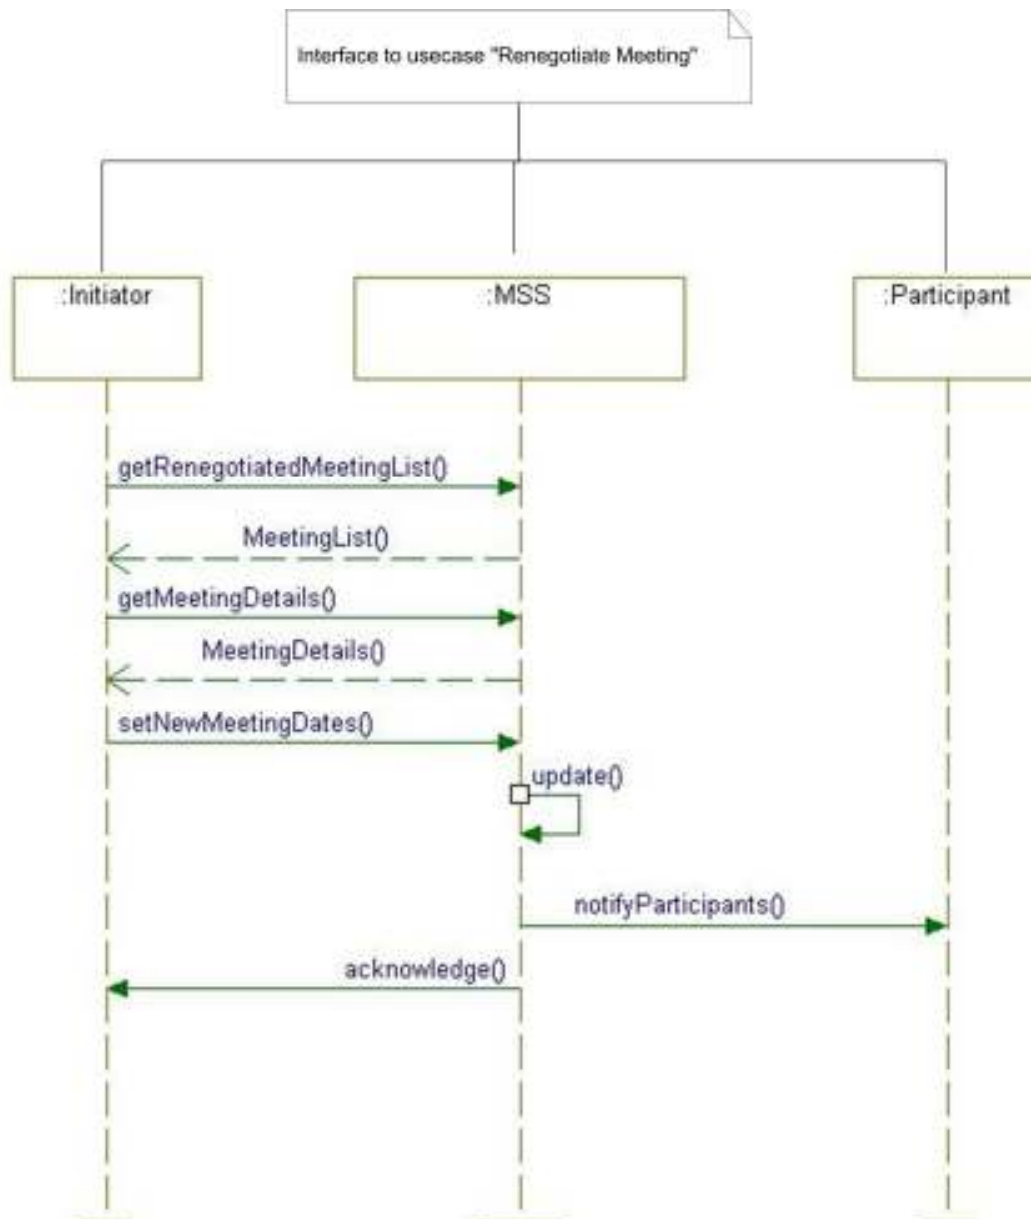 Interface to usecase "Renegotiate Meeting"
:Initiator
:MSS
:Participant
getRenegotiatedMeetingList()
MeetingList()
getMeetingDetails()
MeetingDetails()
setNewMeetingDates()
update()
notifyParticipants()
acknowledge()